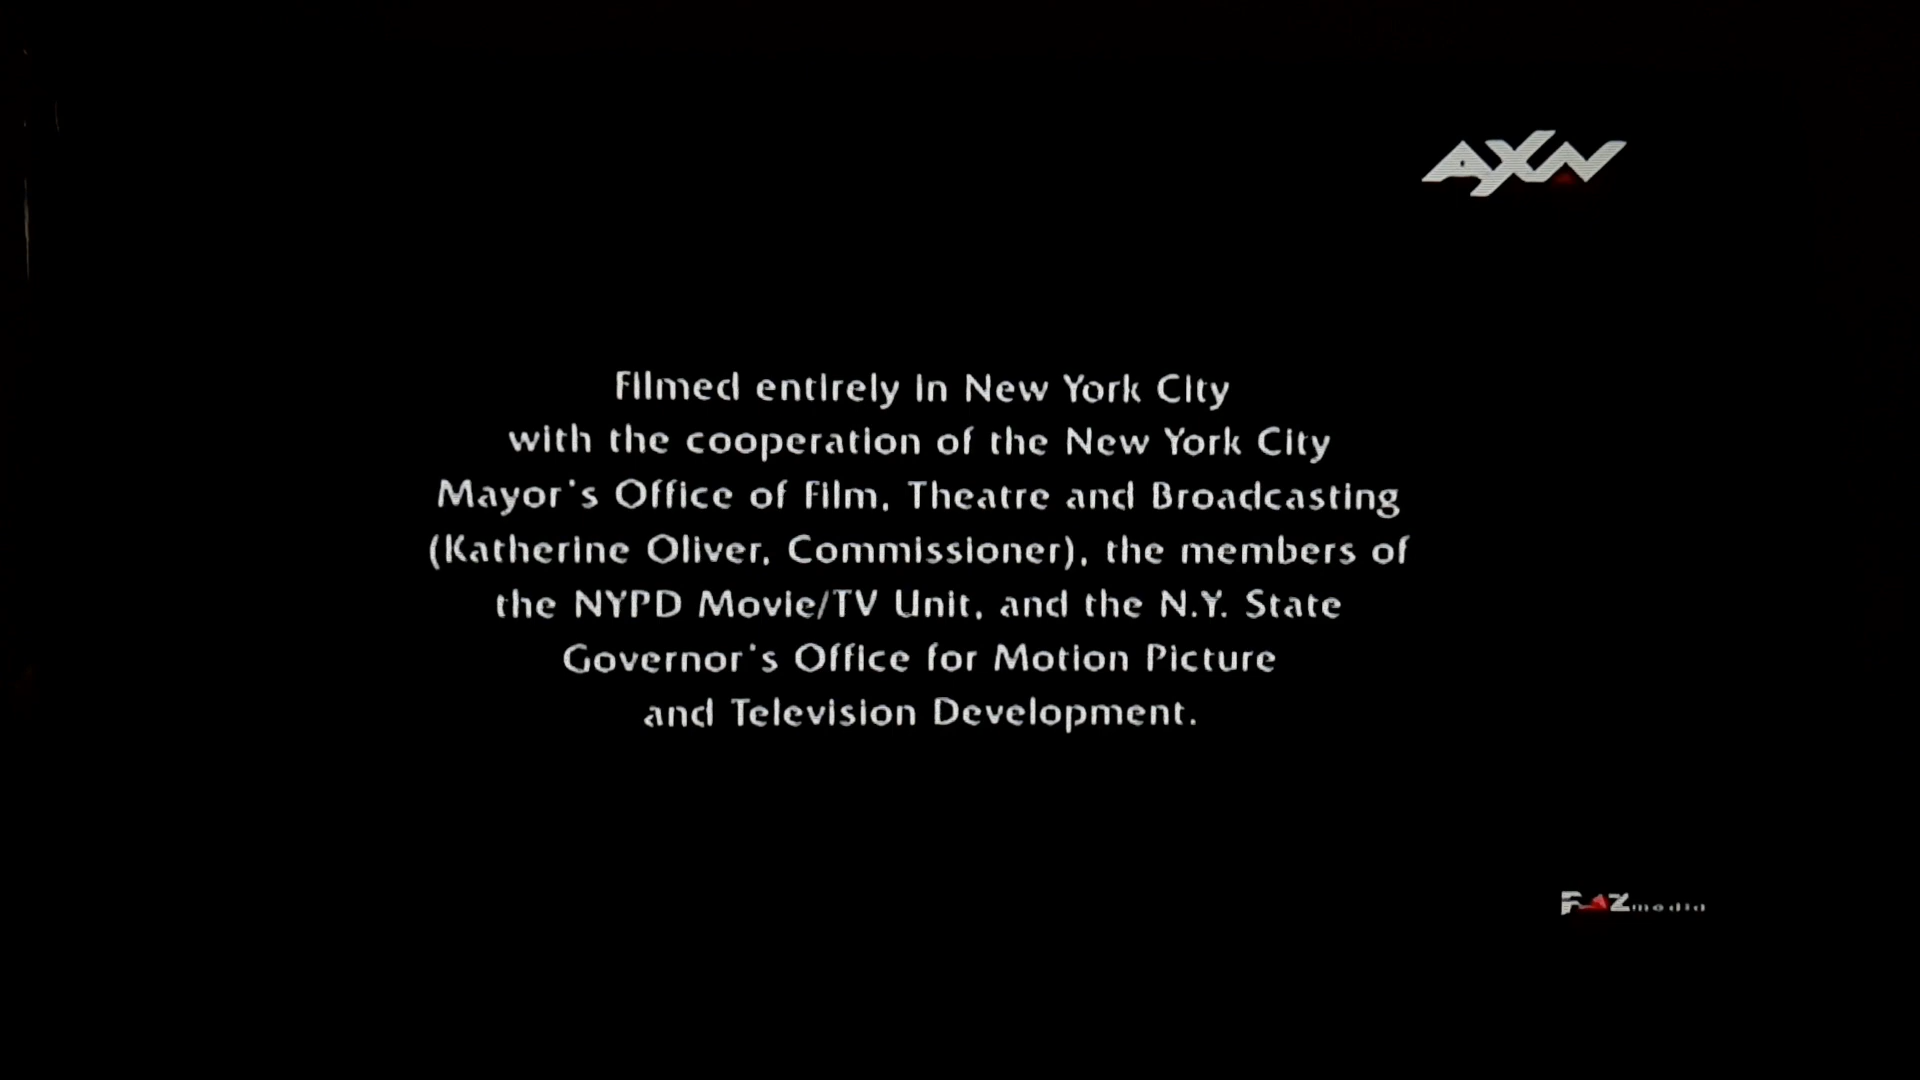 AXN
Filmed entirely in New York City
with the cooperation of the New York City
Mayor's Office of Film, Theatre and Broadcasting
(Katherine Oliver, Commissioner), the members of
the NYPD Movie/TV Unit, and the N.Y. State
Governor's Office for Motion Picture
and Television Development.
FAZmedia